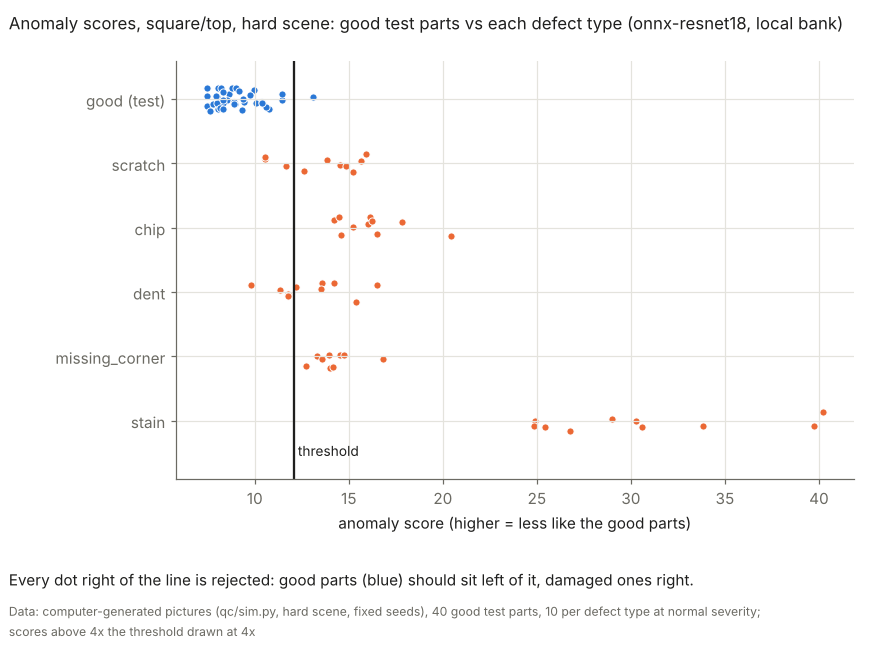 Anomaly scores, square/top, hard scene: good test parts vs each defect type (onnx-resnet18, local bank)
good (test)
scratch
chip
dent
missing_corner
stain
threshold
10 15 20 25 30 35 40
anomaly score (higher = less like the good parts)
Every dot right of the line is rejected: good parts (blue) should sit left of it, damaged ones right.
Data: computer-generated pictures (qc/sim.py, hard scene, fixed seeds), 40 good test parts, 10 per defect type at normal severity;
scores above 4x the threshold drawn at 4x